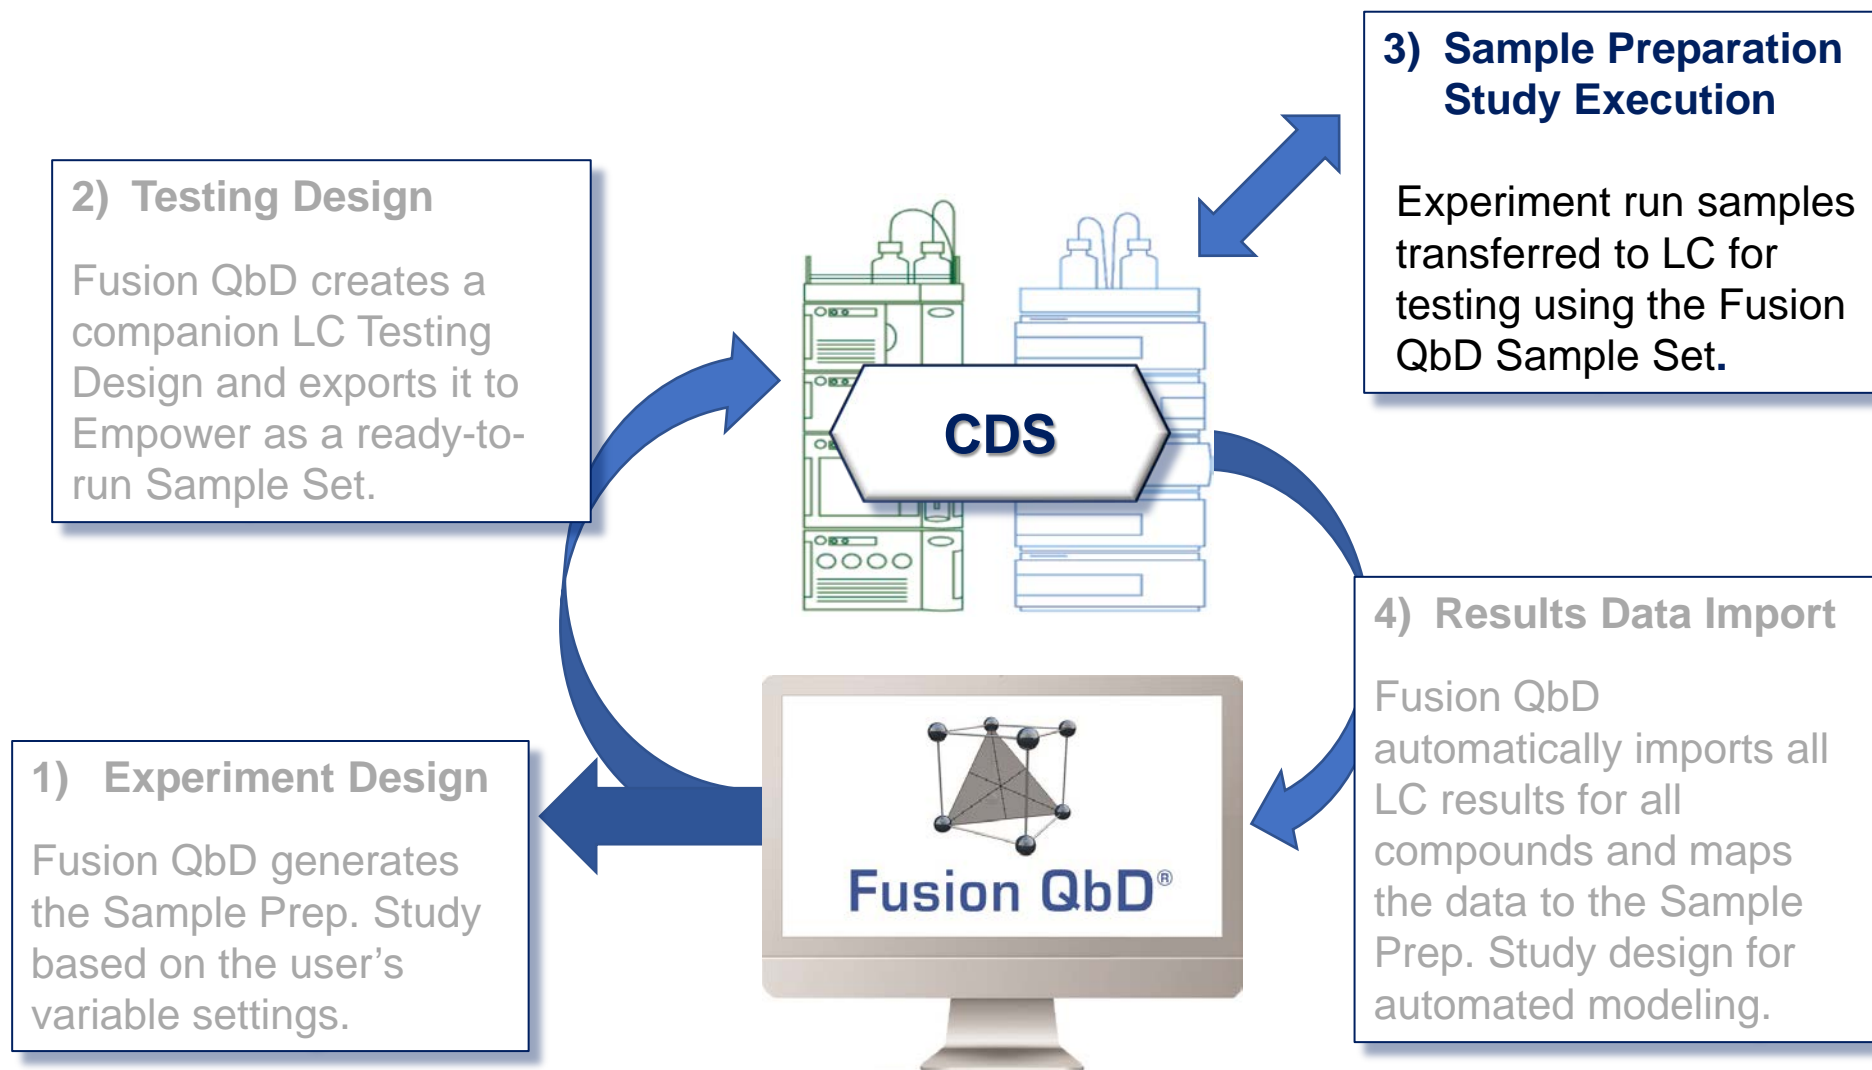 3) Sample Preparation
Study Execution
Experiment run samples
transferred to LC for
testing using the Fusion
QbD Sample Set.
2) Testing Design
Fusion QbD creates a
companion LC Testing
Design and exports it to
Empower as a ready-to-
run Sample Set.
CDS
4) Results Data Import
Fusion QbD
automatically imports all
LC results for all
compounds and maps
the data to the Sample
Prep. Study design for
automated modeling.
1) Experiment Design
Fusion QbD generates
the Sample Prep. Study
based on the user’s
variable settings.
Fusion QbD®